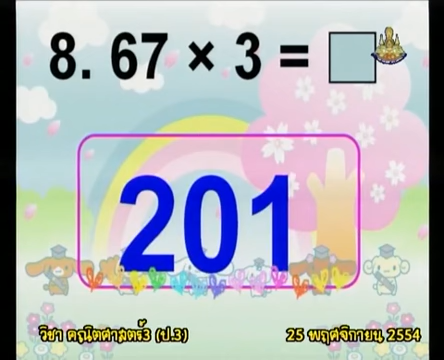 8. 67 × 3 = 
201
วิชา คณิตศาสตร์3 (ป.3)
25 พฤศจิกายน 2554